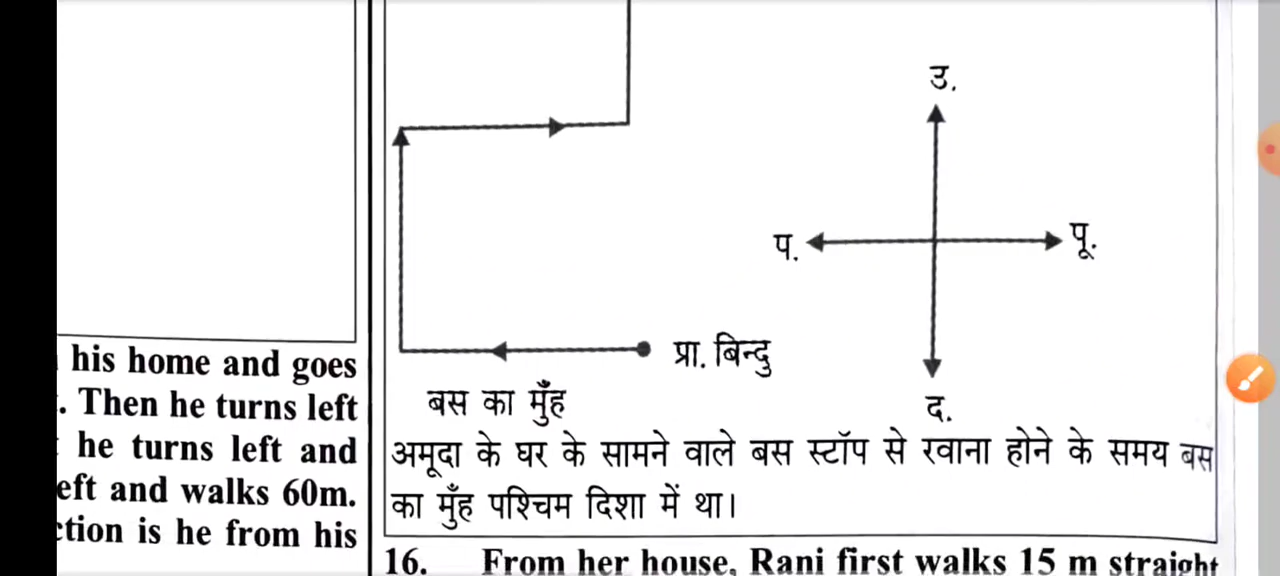 उ.
प.
पू.
प्रा. बिन्दु
बस का मुँह
द.
अमूदा के घर के सामने वाले बस स्टॉप से रवाना होने के समय बस
का मुँह पश्चिम दिशा में था।
16. From her house, Rani first walks 15 m straight
his home and goes
. Then he turns left
he turns left and
eft and walks 60m.
ction is he from his